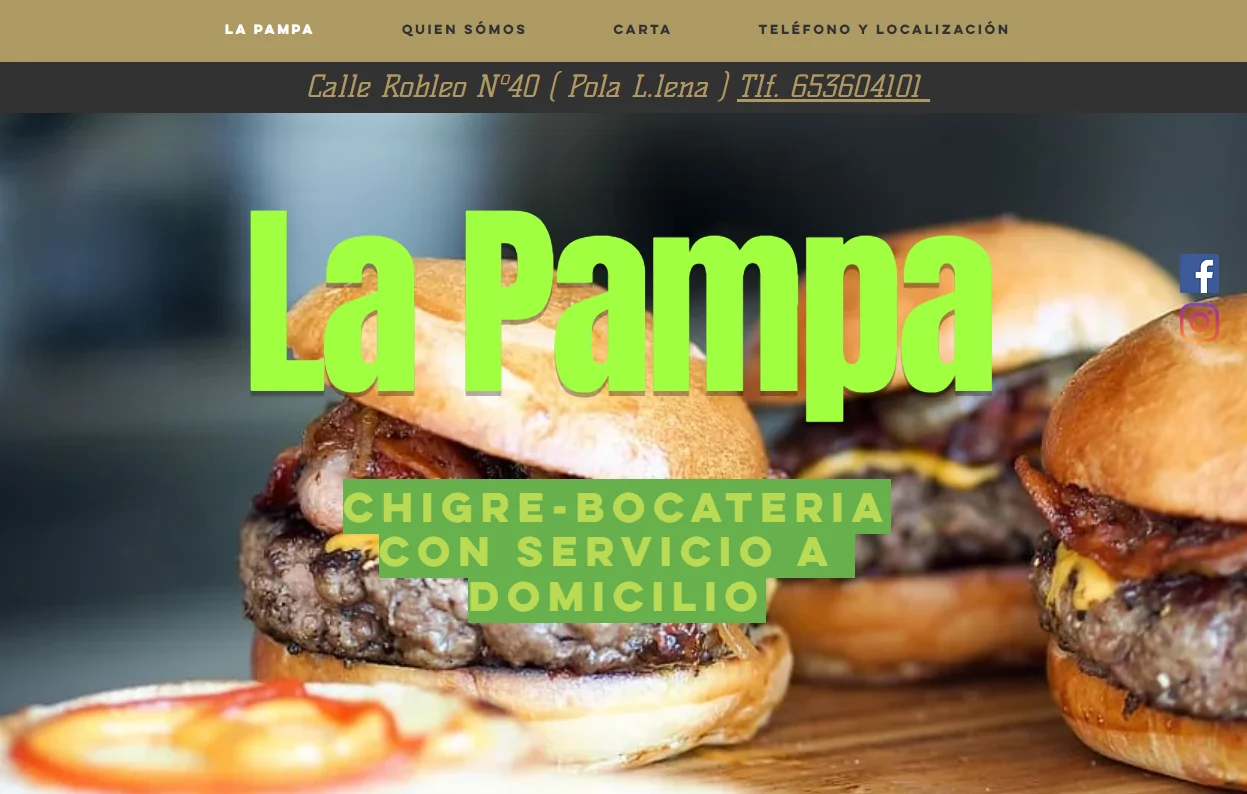 LA PAMPA
QUIEN SÓMOS
CARTA
TELÉFONO Y LOCALIZACIÓN
Calle Robleo Nº40 ( Pola L.lena ) Tlf. 653604101
La Pampa
CHIGRE-BOCATERIA
CON SERVICIO A
DOMICILIO